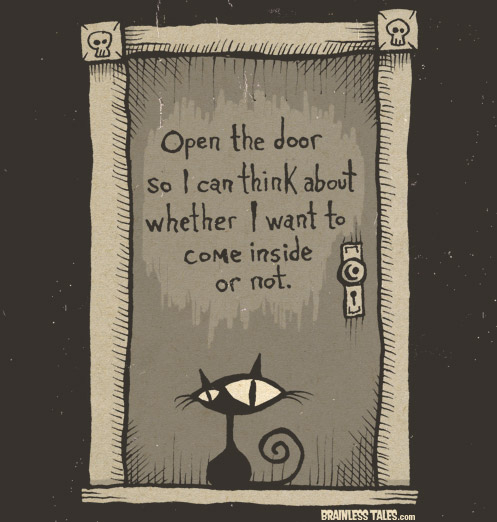 Open the door
so I can think about
whether I want to
come inside
or not.
BRAINLESS TALES.com